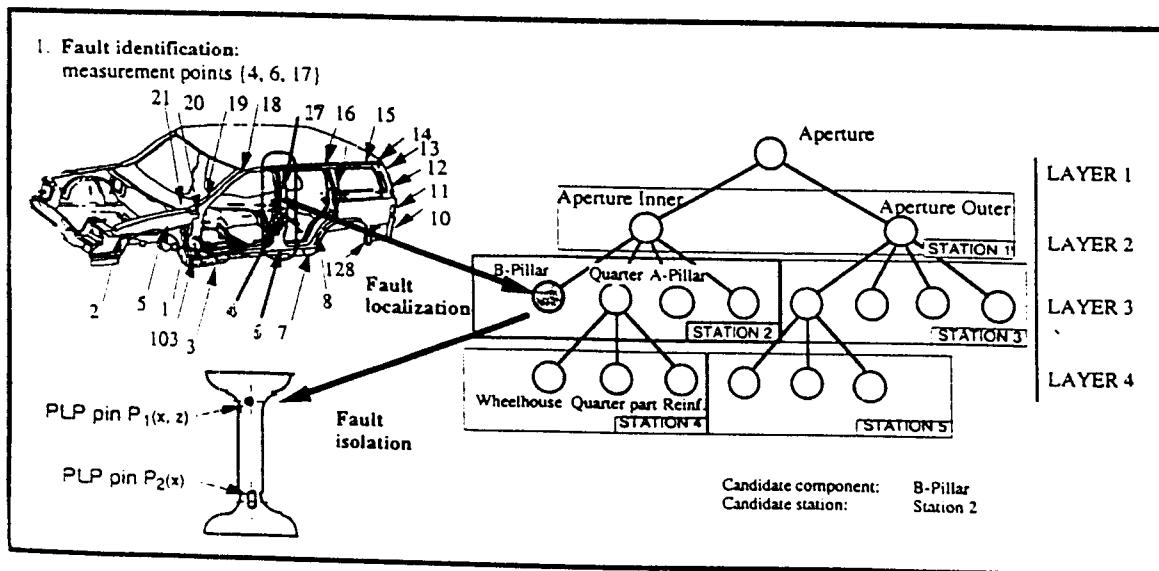 1. Fault identification:
measurement points {4, 6, 17}
21
20
19
18
17
16
15
14
13
12
11
10
128
8
7
6
4
3
103
1
5
2
Fault
localization
Aperture
LAYER 1
Aperture Inner
Aperture Outer
STATION 1
LAYER 2
B-Pillar
Quarter A-Pillar
STATION 2
STATION 3
LAYER 3
LAYER 4
Wheelhouse Quarter part Reinf.
STATION 4
STATION 5
PLP pin P1(x, z)
Fault
isolation
PLP pin P2(x)
Candidate component: B-Pillar
Candidate station: Station 2